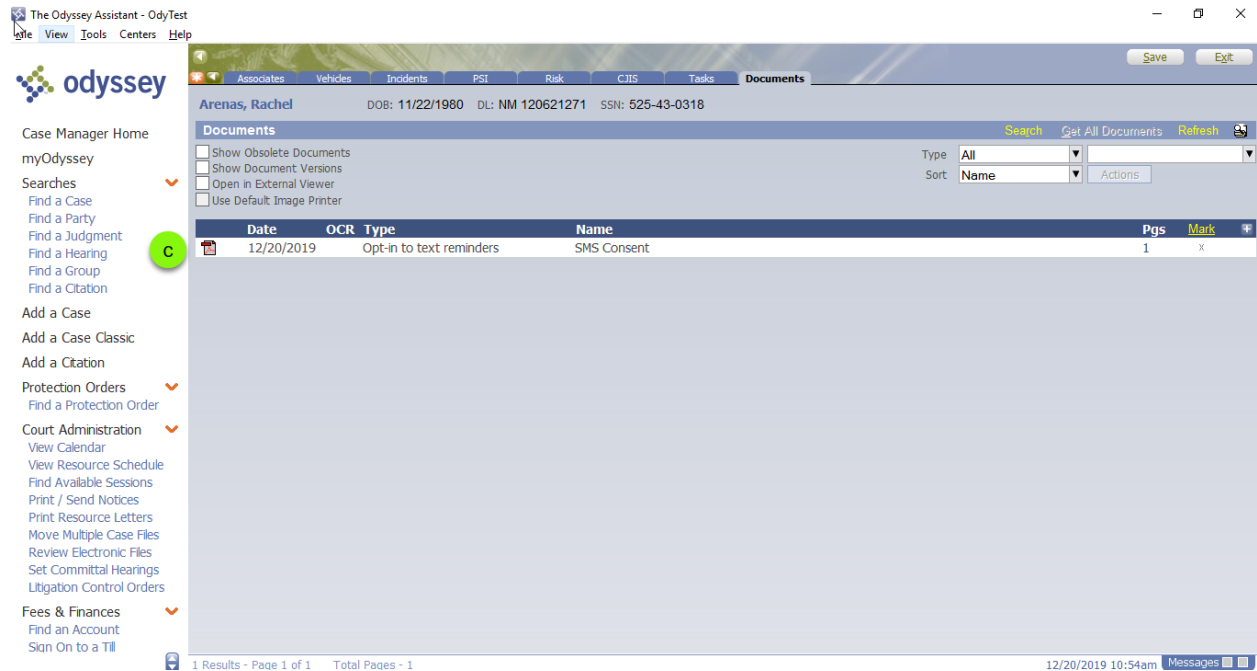 The Odyssey Assistant - OdyTest
View Tools Centers Help
odyssey
Save Exit
Associates Vehicles Incidents PSI Risk CJIS Tasks Documents
Arenas, Rachel DOB: 11/22/1980 DL: NM 120621271 SSN: 525-43-0318
Documents Search Get All Documents Refresh
Show Obsolete Documents
Show Document Versions
Open in External Viewer
Use Default Image Printer
Type All
Sort Name Actions
Date OCR Type Name Pgs Mark
12/20/2019 Opt-in to text reminders SMS Consent 1 x
C
Case Manager Home
myOdyssey
Searches
Find a Case
Find a Party
Find a Judgment
Find a Hearing
Find a Group
Find a Citation
Add a Case
Add a Case Classic
Add a Citation
Protection Orders
Find a Protection Order
Court Administration
View Calendar
View Resource Schedule
Find Available Sessions
Print / Send Notices
Print Resource Letters
Move Multiple Case Files
Review Electronic Files
Set Committal Hearings
Litigation Control Orders
Fees & Finances
Find an Account
Sign On to a Till
1 Results - Page 1 of 1 Total Pages - 1
12/20/2019 10:54am Messages